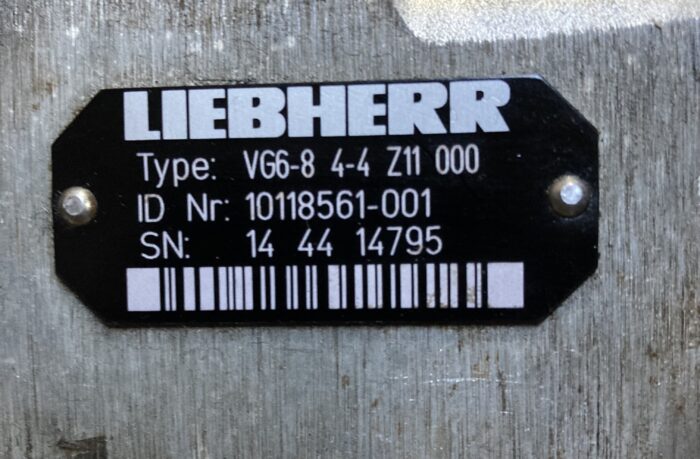 LIEBHERR
Type: VG6-8 4-4 Z11 000
ID Nr: 10118561-001
SN: 14 44 14795